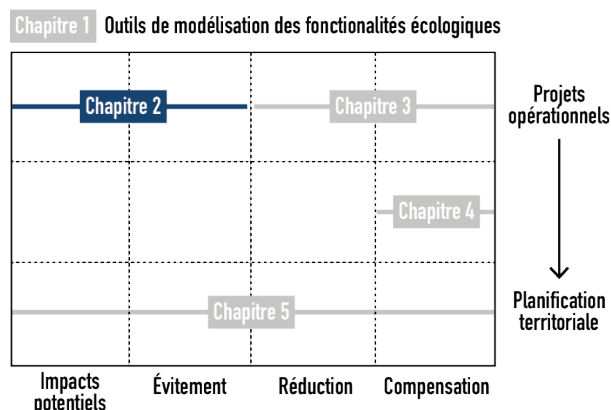 Chapitre 1 Outils de modélisation des fonctionnalités écologiques
Chapitre 2
Chapitre 3
Projets
opérationnels
Chapitre 4
Chapitre 5
Planification
territoriale
Impacts
potentiels
Évitement
Réduction
Compensation